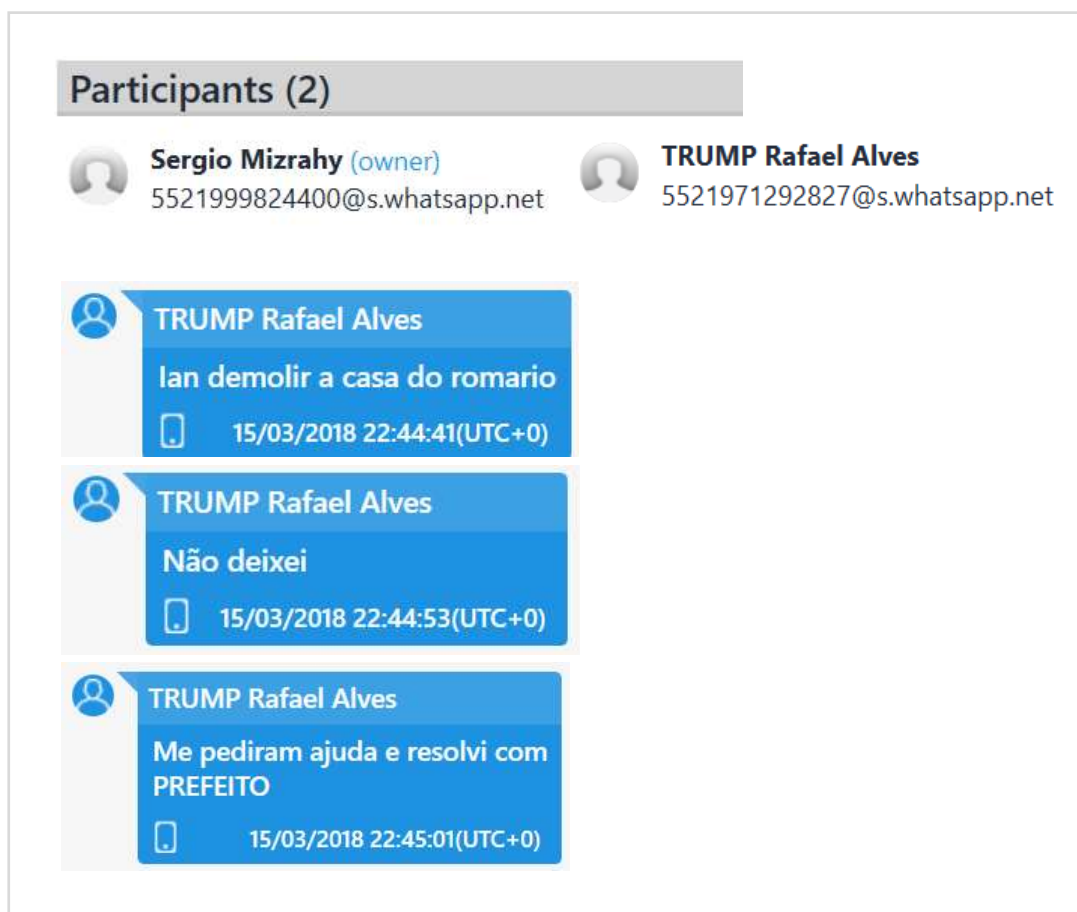 Participants (2)
Sergio Mizrahy (owner)
5521999824400@s.whatsapp.net
TRUMP Rafael Alves
5521971292827@s.whatsapp.net
TRUMP Rafael Alves
Ian demolir a casa do romario
15/03/2018 22:44:41(UTC+0)
TRUMP Rafael Alves
Não deixei
15/03/2018 22:44:53(UTC+0)
TRUMP Rafael Alves
Me pediram ajuda e resolvi com
PREFEITO
15/03/2018 22:45:01(UTC+0)